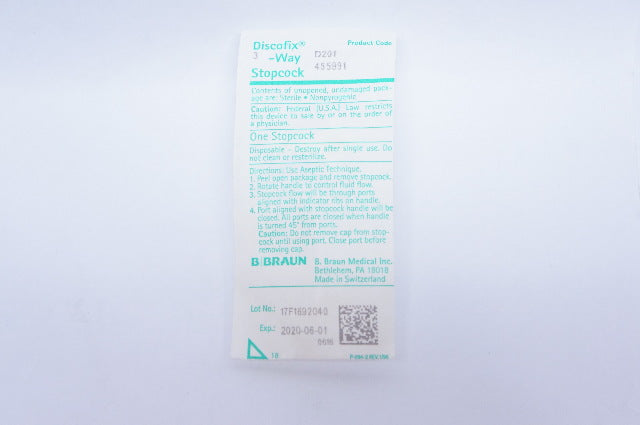 Discofix® Product Code
3 -Way D201
Stopcock 455991
Contents of unopened, undamaged pack-
age are: Sterile • Nonpyrogenic
Caution: Federal (U.S.A.) Law restricts
this device to sale by or on the order of
a physician.
One Stopcock
Disposable - Destroy after single use. Do
not clean or resterilize.
Directions: Use Aseptic Technique.
1. Peel open package and remove stopcock.
2. Rotate handle to control fluid flow.
3. Stopcock flow will be through ports
aligned with indicator ribs on handle.
4. Port aligned with stopcock handle will be
closed. All ports are closed when handle
is turned 45° from ports.
Caution: Do not remove cap from stop-
cock until using port. Close port before
removing cap.
B|BRAUN B. Braun Medical Inc.
Bethlehem, PA 18018
Made in Switzerland
Lot No.: 17F1692040
Exp.: 2020-06-01
0616
18